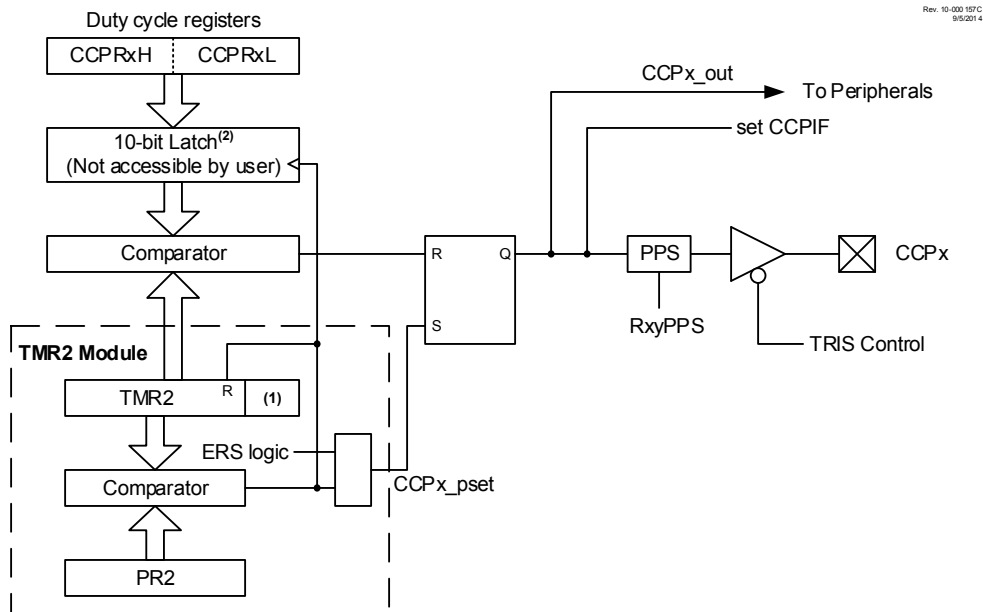 Rev. 10-000 157C
9/5/201 4
Duty cycle registers
CCPRxH CCPRxL
CCPx_out
To Peripherals
set CCPIF
10-bit Latch(2)
(Not accessible by user)
Comparator
R Q
PPS
CCPx
S
RxyPPS
TRIS Control
TMR2 Module
R
TMR2 (1)
ERS logic
CCPx_pset
Comparator
PR2